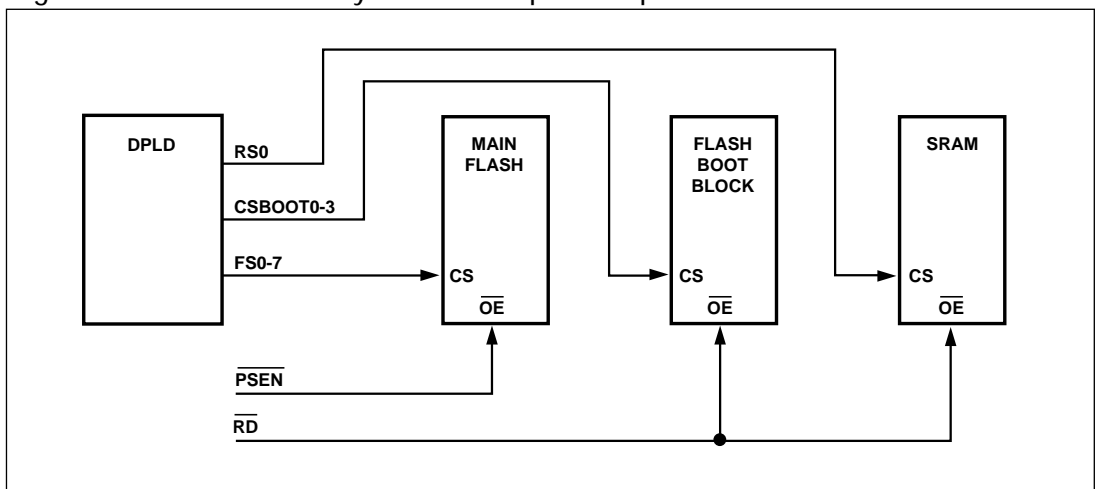 DPLD
RS0
CSBOOT0-3
FS0-7
MAIN
FLASH
CS
OE
FLASH
BOOT
BLOCK
CS
OE
SRAM
CS
OE
PSEN
RD